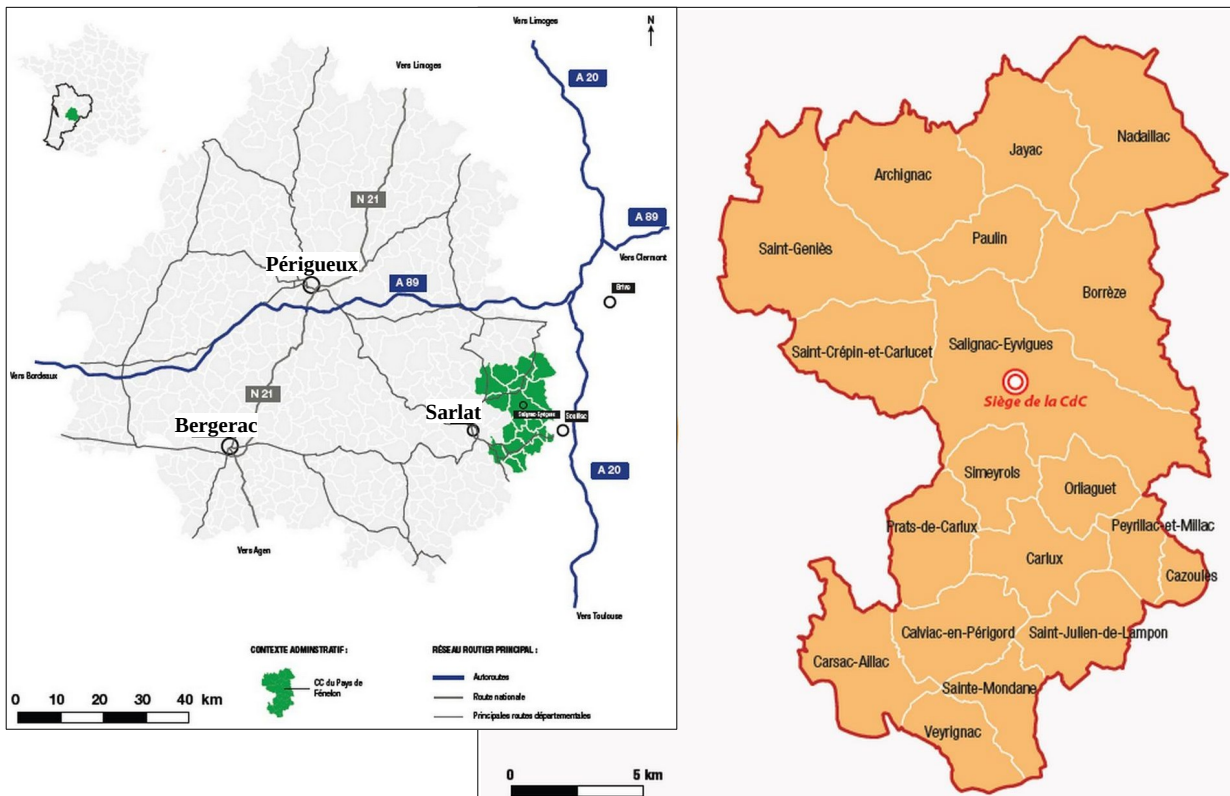 Vers Limoges
N
Vers Limoges
A 20
N 21
A 89
Vers Clermont
Périgueux
A 89
Brive
Vers Bordeaux
N 21
Sarlat
Salignac-Eyvigues
Souillac
Bergerac
A 20
Vers Agen
Vers Toulouse
CONTEXTE ADMINSTRATIF :
CC du Pays de
Fénelon
RÉSEAU ROUTIER PRINCIPAL :
Autoroutes
Route nationale
Principales routes départementales
0 10 20 30 40 km
Nadaillac
Jayac
Archignac
Paulin
Saint-Geniès
Borrèze
Saint-Crépin-et-Carlucet
Salignac-Eyvigues
Siège de la CdC
Simeyrols
Orliaguet
Prats-de-Carlux
Peyrillac-et-Millac
Carlux
Cazoulès
Calviac-en-Périgord
Saint-Julien-de-Lampon
Carsac-Aillac
Sainte-Mondane
Veyrignac
0 5 km